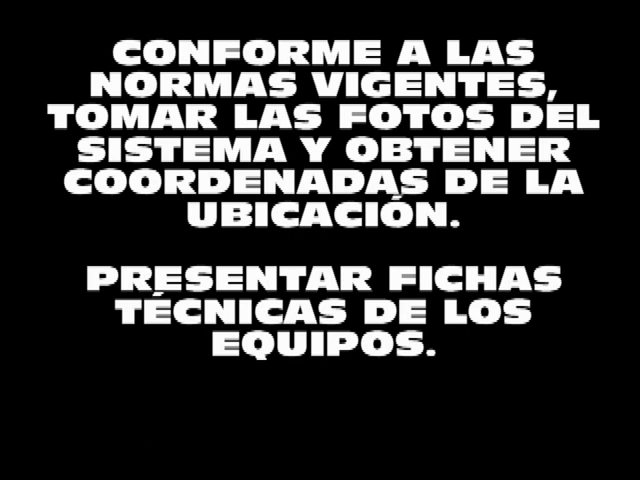 CONFORME A LAS
NORMAS VIGENTES,
TOMAR LAS FOTOS DEL
SISTEMA Y OBTENER
COORDENADAS DE LA
UBICACIÓN.
PRESENTAR FICHAS
TÉCNICAS DE LOS
EQUIPOS.